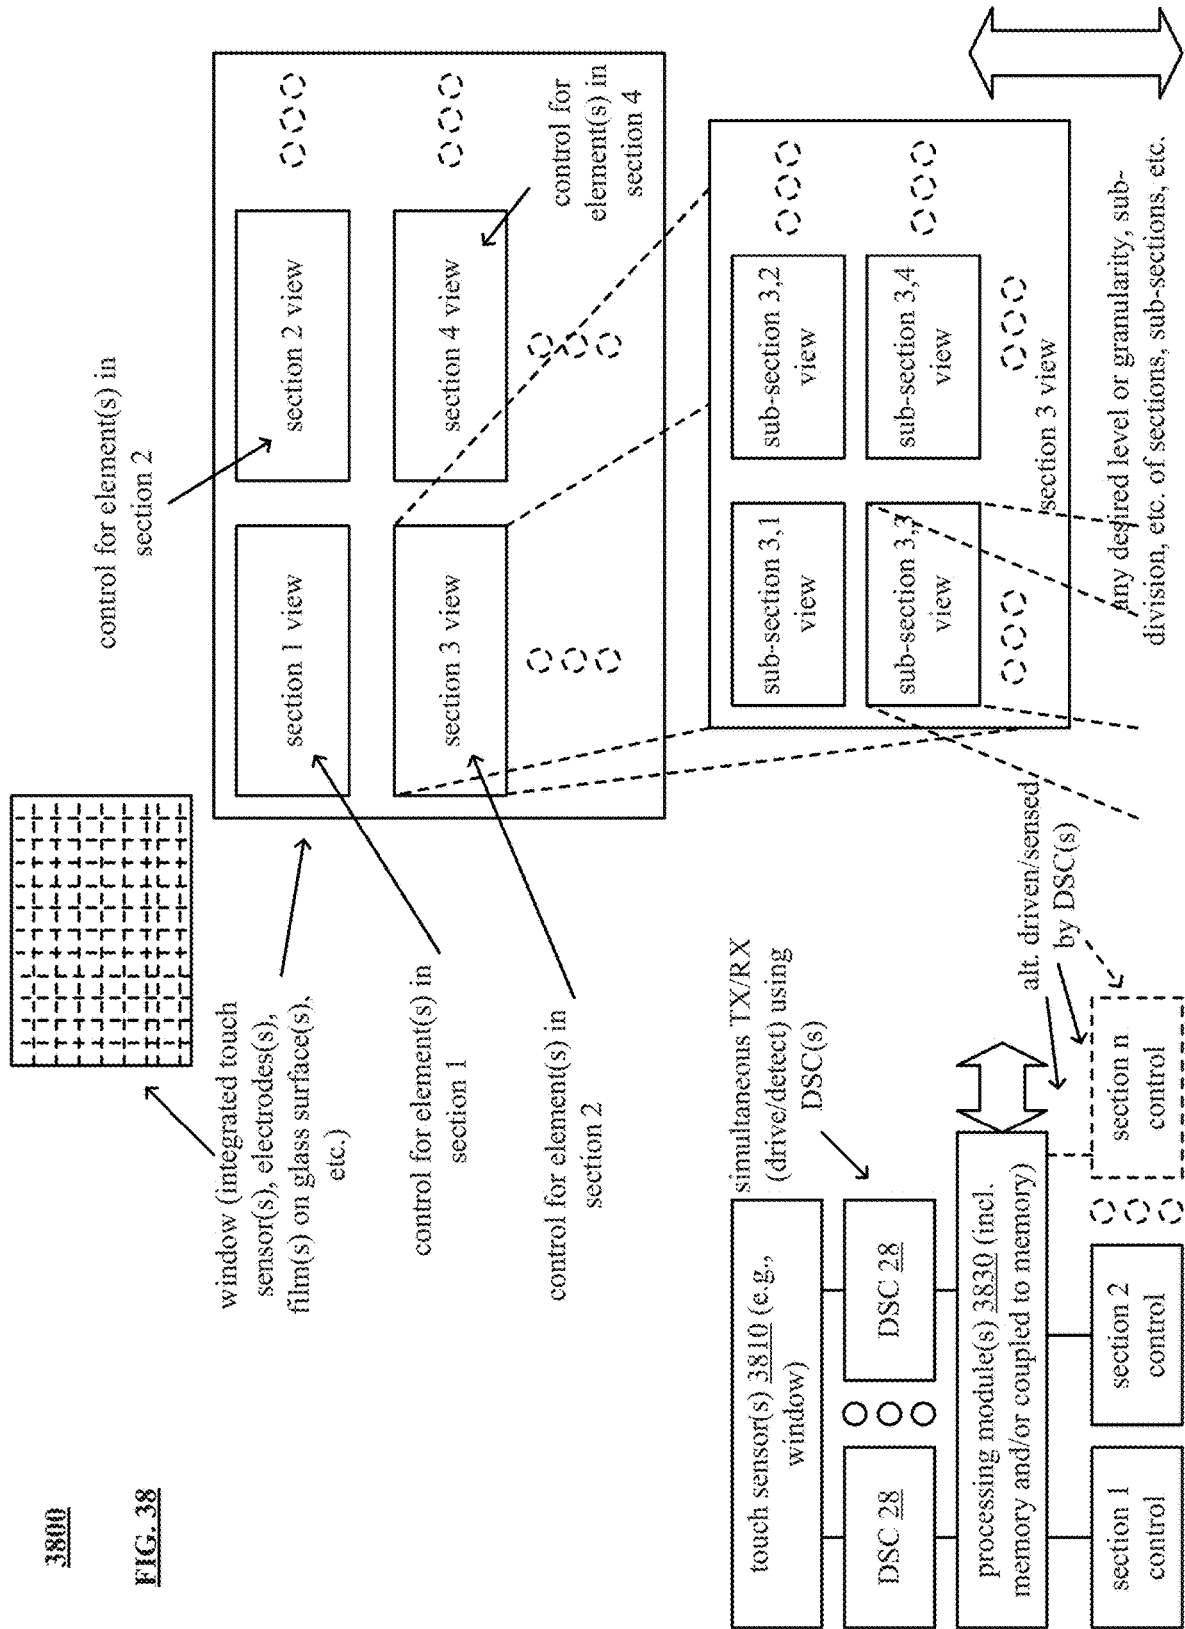 3800
FIG. 38
window (integrated touch
sensor(s), electrodes(s),
film(s) on glass surface(s),
etc.)
control for element(s) in
section 1
control for element(s) in
section 2
control for element(s) in
section 2
section 1 view
section 2 view
section 3 view
section 4 view
control for
element(s) in
section 4
touch sensor(s) 3810 (e.g.,
window)
DSC 28
DSC 28
simultaneous TX/RX
(drive/detect) using
DSC(s)
processing module(s) 3830 (incl.
memory and/or coupled to memory)
section 1
control
section 2
control
section n
control
alt. driven/sensed
by DSC(s)
sub-section 3,1
view
sub-section 3,2
view
sub-section 3,3
view
sub-section 3,4
view
section 3 view
any desired level or granularity, sub-
division, etc. of sections, sub-sections, etc.